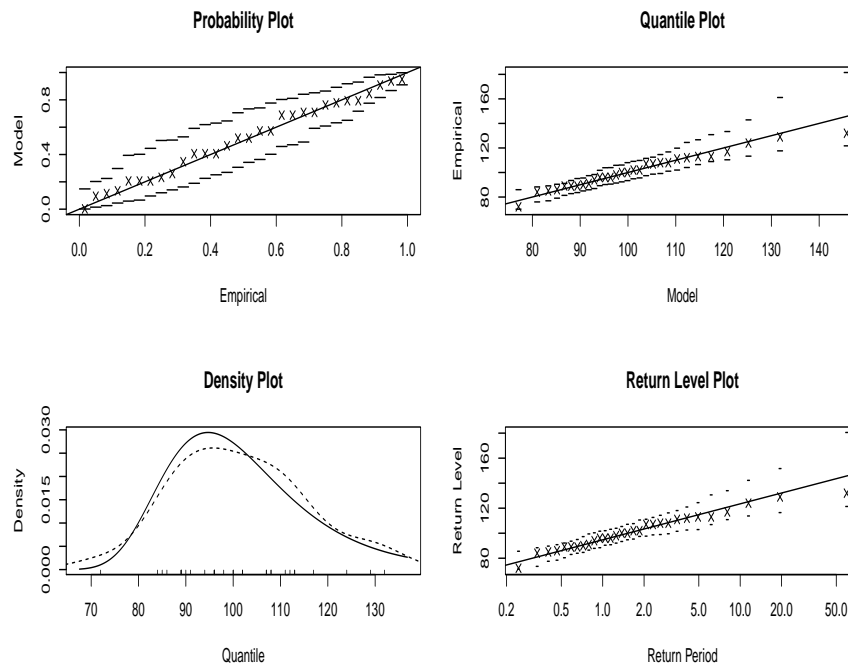 Probability Plot
Model
0.0
0.4
0.8
0.0 0.2 0.4 0.6 0.8 1.0
Empirical
Quantile Plot
Empirical
80
120
160
80 90 100 110 120 130 140
Model
Density Plot
Density
0.000
0.015
0.030
70 80 90 100 110 120 130
Quantile
Return Level Plot
Return Level
80
120
160
0.2 0.5 1.0 2.0 5.0 10.0 20.0 50.0
Return Period